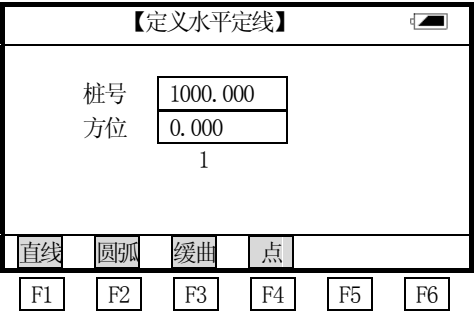 【定义水平定线】
桩号 1000.000
方位 0.000
1
直线 圆弧 缓曲 点
F1 F2 F3 F4 F5 F6